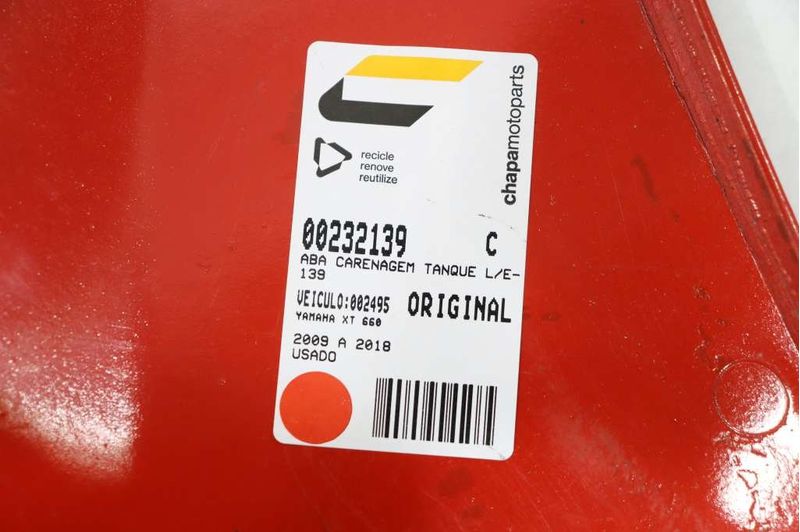 chapamotoparts
recicle
renove
reutilize
00232139 C
ABA CARENAGEM TANQUE L/E-
139
VEICULO:002495 ORIGINAL
YAMAHA XT 660
2009 A 2018
USADO